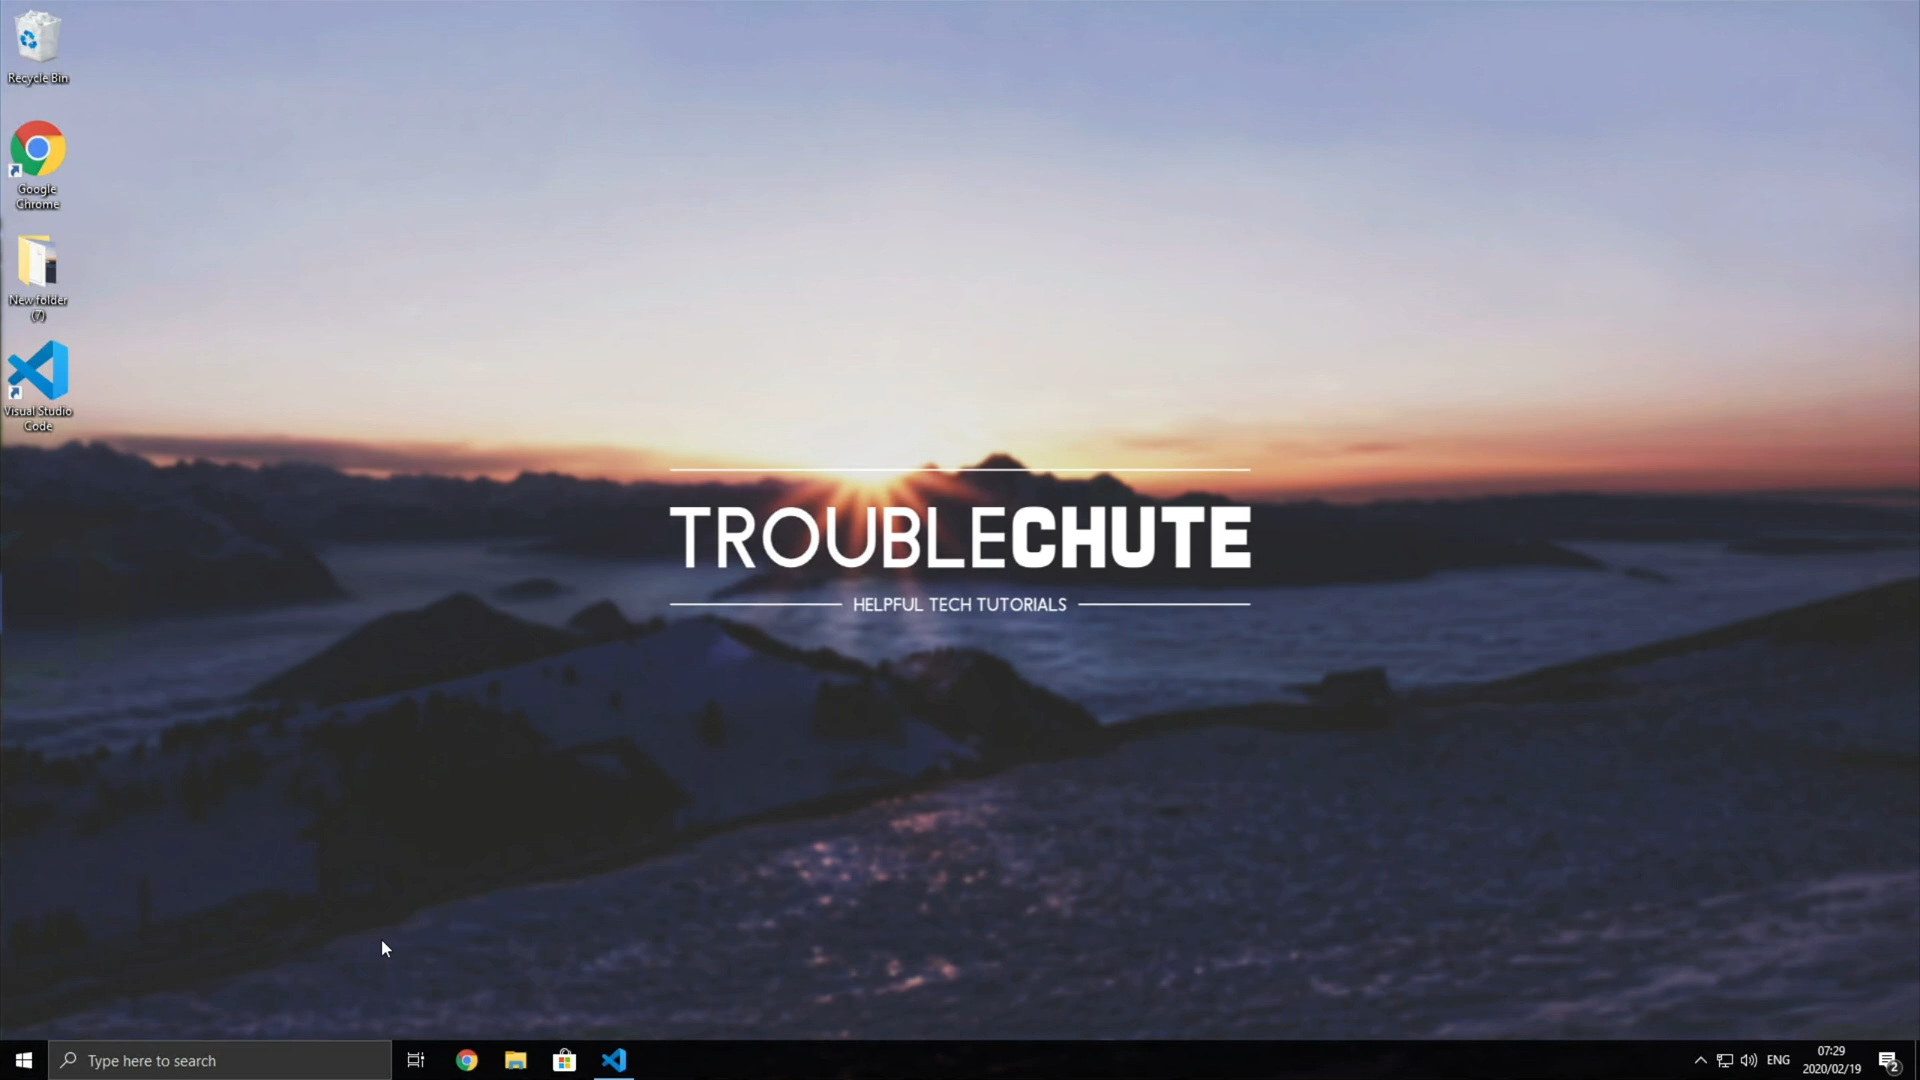 Recycle Bin
Google
Chrome
New folder
(7)
Visual Studio
Code
TROUBLECHUTE
HELPFUL TECH TUTORIALS
Type here to search
ENG
07:29
2020/02/19
2